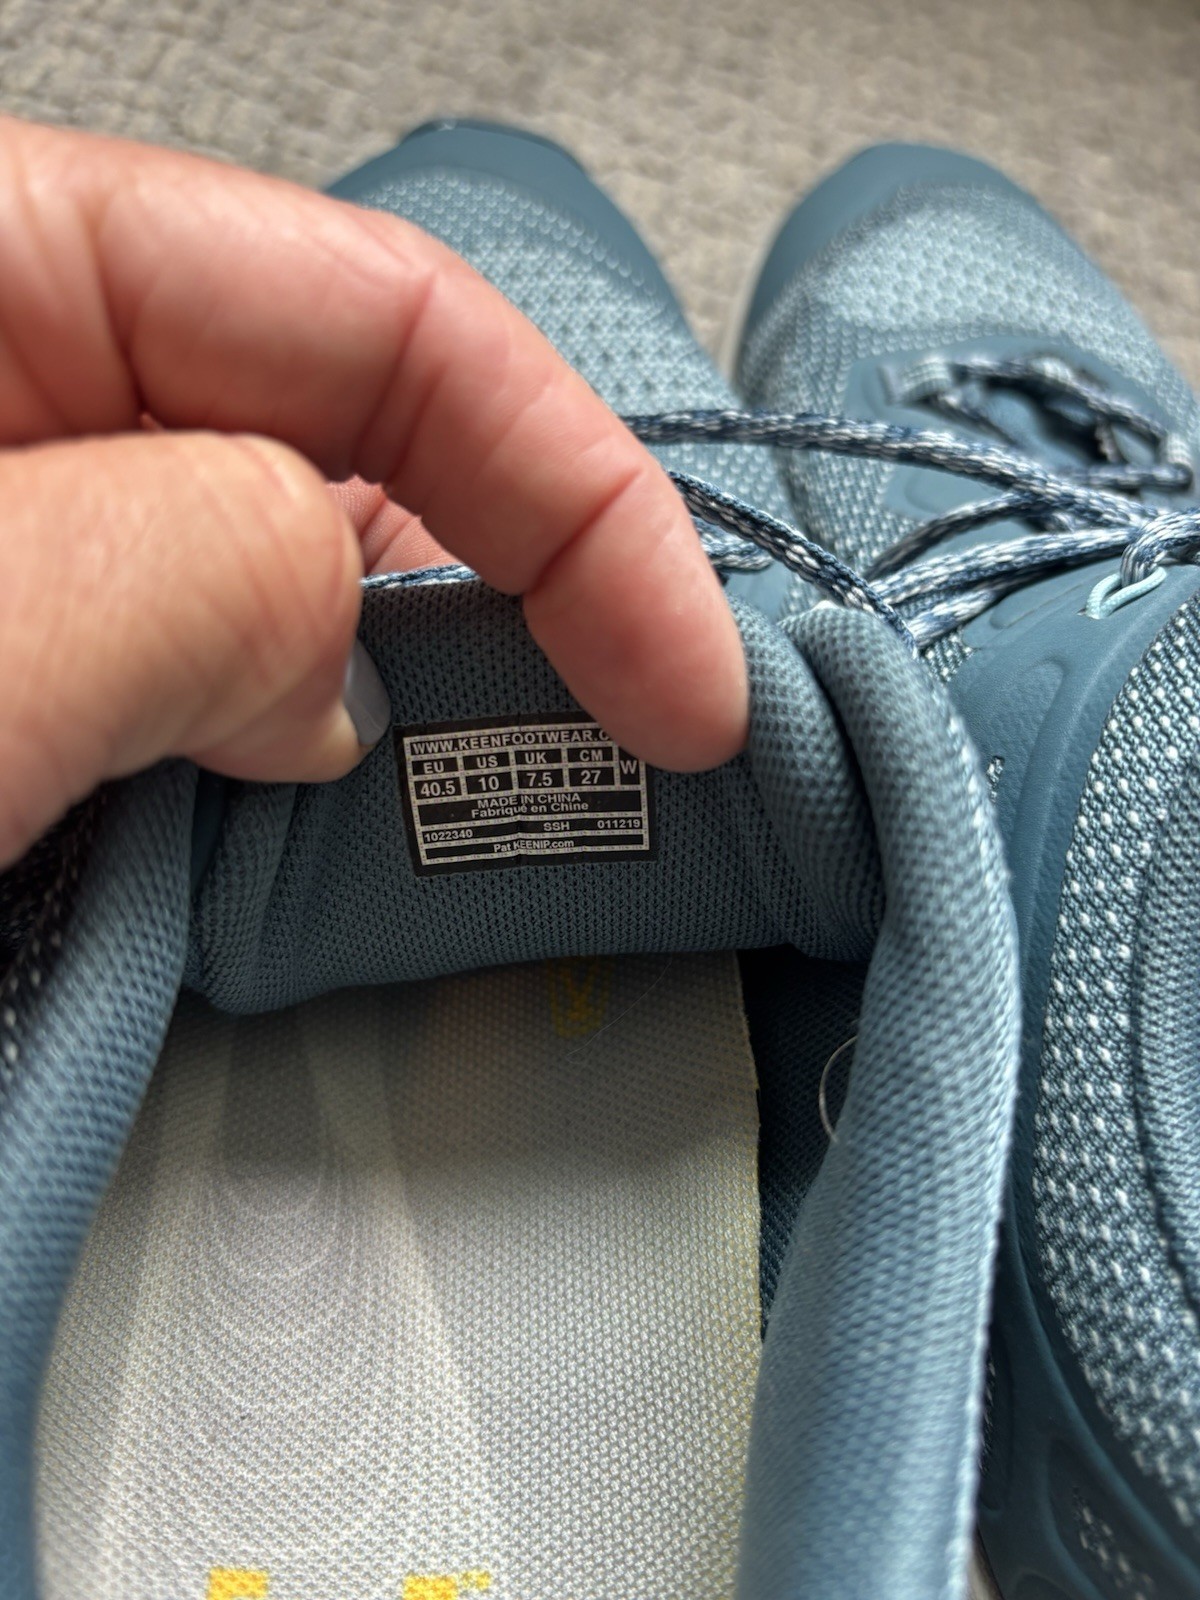 WWW.KEENFOOTWEAR.C
EU US UK CM W
40.5 10 7.5 27
MADE IN CHINA
Fabriqué en Chine
1022340 SSH 011219
Pat KEENIP.com